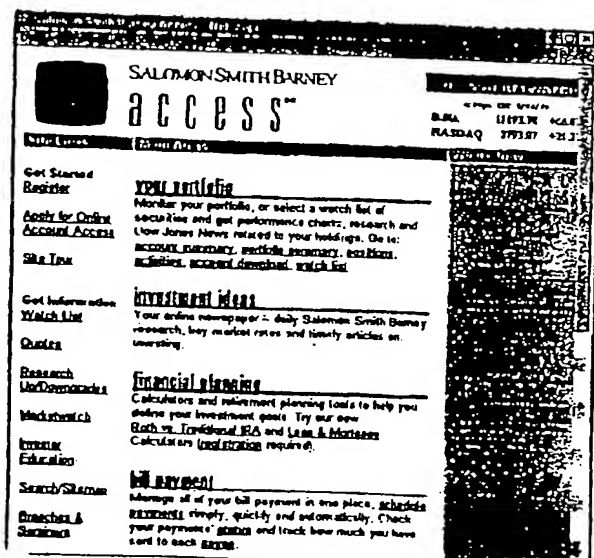 SALOMON SMITH BARNEY
access
DJIA
NASDAQ
Get Started
Register
Apply for Online
Account Access
Site Tour
Get Information
Watch List
Quotes
Research
Up/Downgrades
Marketwatch
Investor
Education
Search/Sitemap
Branches &
Seminars
your portfolio
Monitor your portfolio, or select a watch list of
securities and get performance charts, research and
Dow Jones News related to your holdings. Go to:
account summary, portfolio summary, positions,
activities, account download, watch list
investment ideas
Your online newspaper - daily Salomon Smith Barney
research, key market rates and timely articles on
investing.
financial planning
Calculators and retirement planning tools to help you
define your investment goals. Try our new
Roth vs. Traditional IRA and Loan & Mortgage
Calculators (registration required).
bill payment
Manage all of your bill payment in one place, schedule
payments simply, quickly and automatically. Check
your payments' status and track how much you have
sent to each payee.